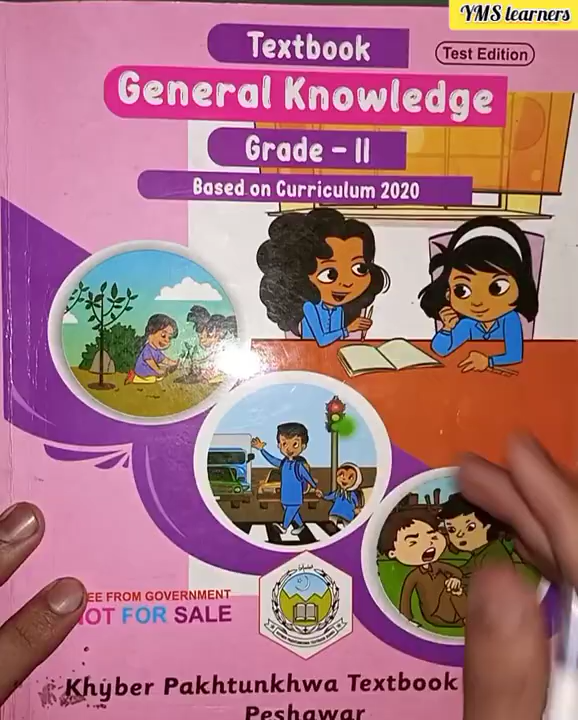 YMS learners
Textbook
(Test Edition)
General Knowledge
Grade - II
Based on Curriculum 2020
EE FROM GOVERNMENT
NOT FOR SALE
Khyber Pakhtunkhwa Textbook
Peshawar